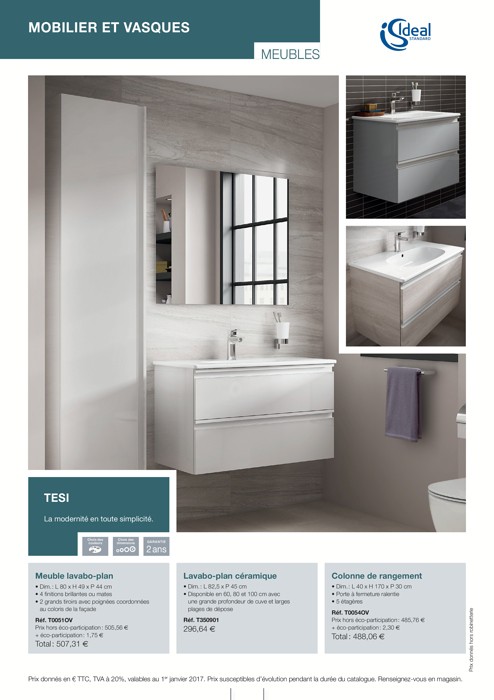 MOBILIER ET VASQUES
Ideal
STANDARD
MEUBLES
TESI
La modernité en toute simplicité.
GARANTIE
2 ans
Meuble lavabo-plan
• Dim. : L 80 x H 49 x P 44 cm
• 4 finitions brillantes ou mates
• 2 grands tiroirs avec poignées coordonnées
au coloris de la façade
Réf. T0051OV
Prix hors éco-participation : 505,56 €
+ éco-participation : 1,75 €
Total : 507,31 €
Lavabo-plan céramique
• Dim. : L 82,5 x P 45 cm
• Disponible en 60, 80 et 100 cm avec
une grande profondeur de cuve et larges
plages de dépose
Réf. T350901
296,64 €
Colonne de rangement
• Dim. : L 40 x H 170 x P 30 cm
• Porte à fermeture ralentie
• 5 étagères
Réf. T0054OV
Prix hors éco-participation : 485,76 €
+ éco-participation : 2,30 €
Total : 488,06 €
Prix donnés hors robinetterie
Prix donnés en € TTC, TVA à 20%, valables au 1er janvier 2017. Prix susceptibles d'évolution pendant la durée du catalogue. Renseignez-vous en magasin.